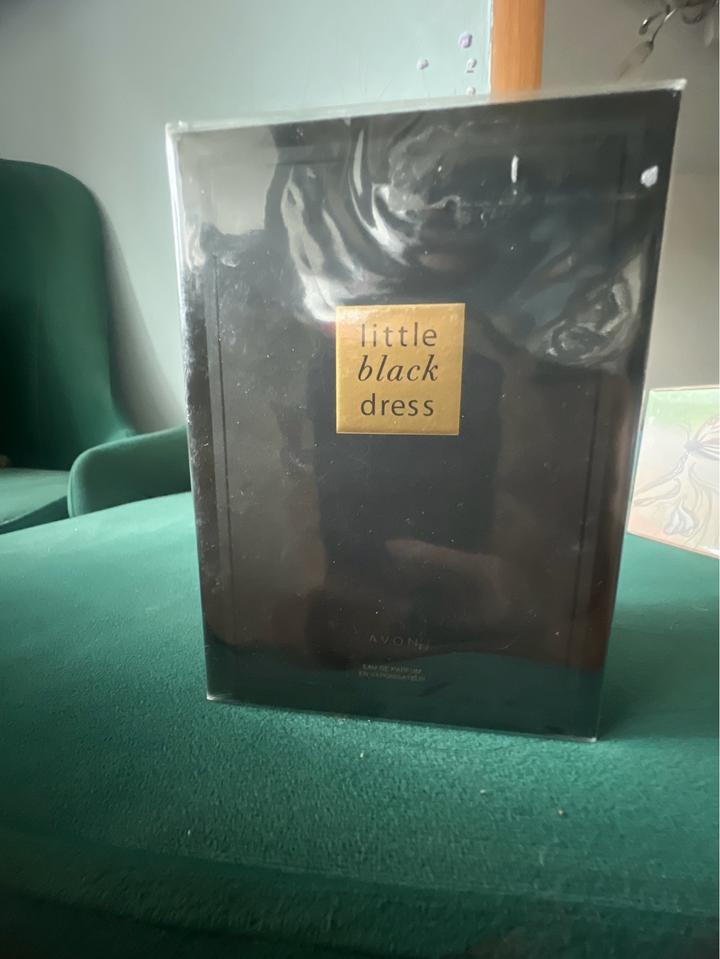 little
black
dress
AVON
EAU DE PARFUM
EN VAPORISATEUR